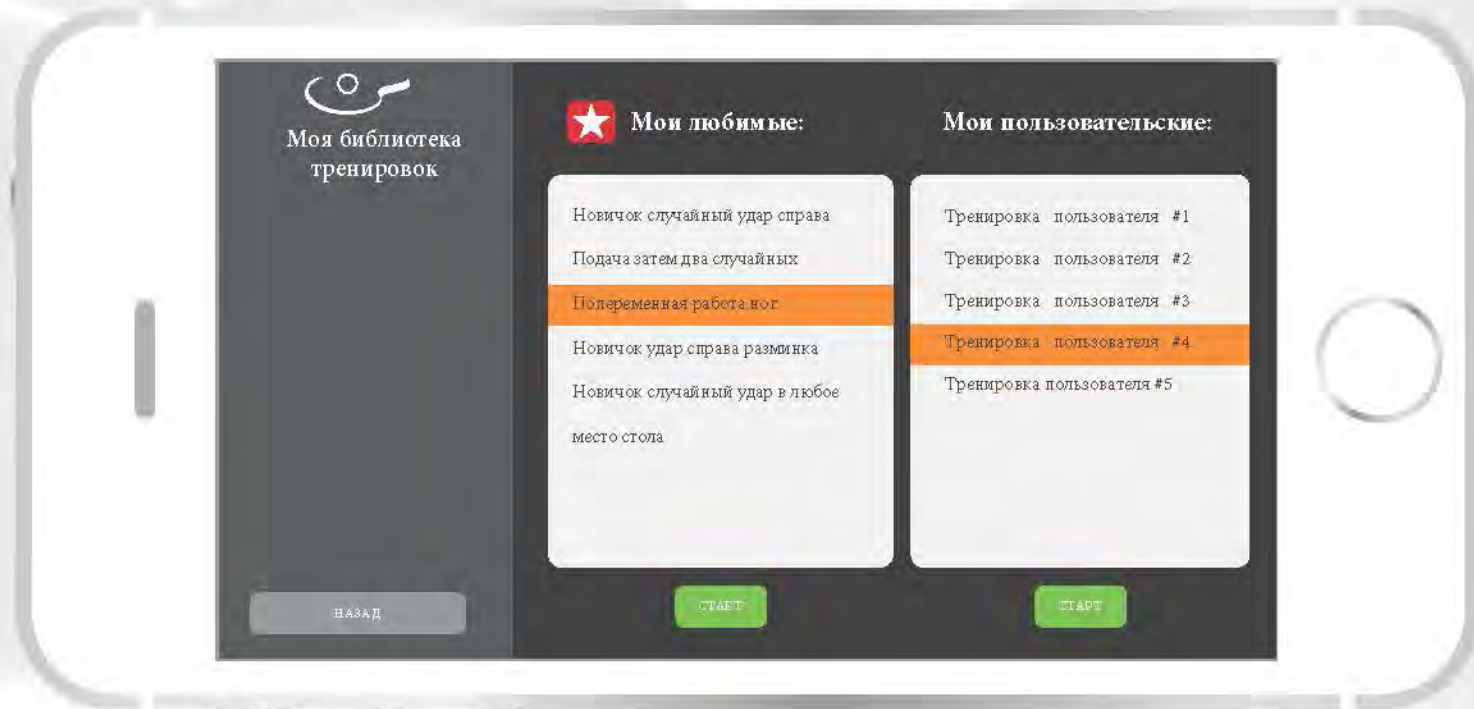 Моя библиотека
тренировок
НАЗАД
Мои любимые:
Новичок случайный удар справа
Подача затем два случайных
Попеременная работа ног
Новичок удар справа разминка
Новичок случайный удар в любое
место стола
СТАРТ
Мои пользовательские:
Тренировка пользователя #1
Тренировка пользователя #2
Тренировка пользователя #3
Тренировка пользователя #4
Тренировка пользователя #5
СТАРТ